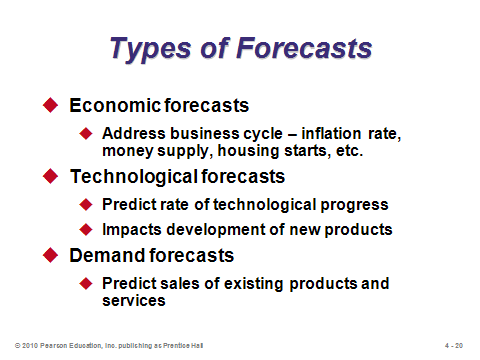 Types of Forecasts
Economic forecasts
Address business cycle – inflation rate,
money supply, housing starts, etc.
Technological forecasts
Predict rate of technological progress
Impacts development of new products
Demand forecasts
Predict sales of existing products and
services
© 2010 Pearson Education, Inc. publishing as Prentice Hall
4 - 20